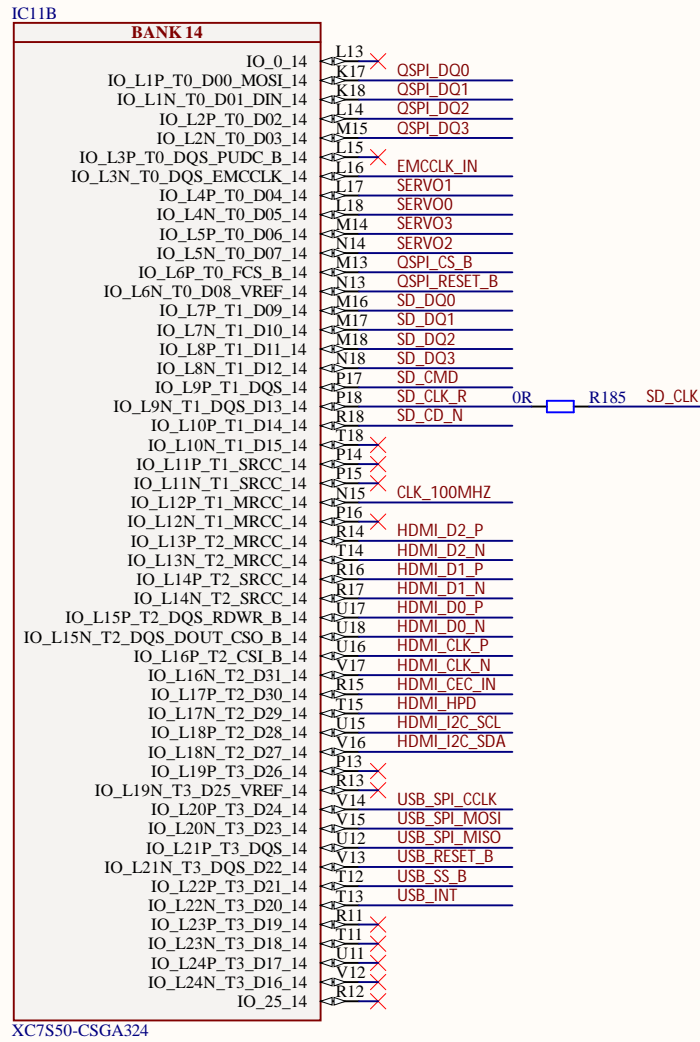 IC11B
BANK 14
IO_0_14 L13
IO_L1P_T0_D00_MOSI_14 K17 QSPI_DQ0
IO_L1N_T0_D01_DIN_14 K18 QSPI_DQ1
IO_L2P_T0_D02_14 L14 QSPI_DQ2
IO_L2N_T0_D03_14 M15 QSPI_DQ3
IO_L3P_T0_DQS_PUDC_B_14 L15
IO_L3N_T0_DQS_EMCCLK_14 L16 EMCCLK_IN
IO_L4P_T0_D04_14 L17 SERVO1
IO_L4N_T0_D05_14 L18 SERVO0
IO_L5P_T0_D06_14 M14 SERVO3
IO_L5N_T0_D07_14 N14 SERVO2
IO_L6P_T0_FCS_B_14 M13 QSPI_CS_B
IO_L6N_T0_D08_VREF_14 N13 QSPI_RESET_B
IO_L7P_T1_D09_14 M16 SD_DQ0
IO_L7N_T1_D10_14 M17 SD_DQ1
IO_L8P_T1_D11_14 M18 SD_DQ2
IO_L8N_T1_D12_14 N18 SD_DQ3
IO_L9P_T1_DQS_14 P17 SD_CMD
IO_L9N_T1_DQS_D13_14 P18 SD_CLK_R 0R R185 SD_CLK
IO_L10P_T1_D14_14 R18 SD_CD_N
IO_L10N_T1_D15_14 T18
IO_L11P_T1_SRCC_14 P14
IO_L11N_T1_SRCC_14 P15
IO_L12P_T1_MRCC_14 N15 CLK_100MHZ
IO_L12N_T1_MRCC_14 P16
IO_L13P_T2_MRCC_14 R14 HDMI_D2_P
IO_L13N_T2_MRCC_14 T14 HDMI_D2_N
IO_L14P_T2_SRCC_14 R16 HDMI_D1_P
IO_L14N_T2_SRCC_14 R17 HDMI_D1_N
IO_L15P_T2_DQS_RDWR_B_14 U17 HDMI_D0_P
IO_L15N_T2_DQS_DOUT_CSO_B_14 U18 HDMI_D0_N
IO_L16P_T2_CSI_B_14 U16 HDMI_CLK_P
IO_L16N_T2_D31_14 V17 HDMI_CLK_N
IO_L17P_T2_D30_14 R15 HDMI_CEC_IN
IO_L17N_T2_D29_14 T15 HDMI_HPD
IO_L18P_T2_D28_14 U15 HDMI_I2C_SCL
IO_L18N_T2_D27_14 V16 HDMI_I2C_SDA
IO_L19P_T3_D26_14 P13
IO_L19N_T3_D25_VREF_14 R13
IO_L20P_T3_D24_14 V14 USB_SPI_CCLK
IO_L20N_T3_D23_14 V15 USB_SPI_MOSI
IO_L21P_T3_DQS_14 U12 USB_SPI_MISO
IO_L21N_T3_DQS_D22_14 V13 USB_RESET_B
IO_L22P_T3_D21_14 T12 USB_SS_B
IO_L22N_T3_D20_14 T13 USB_INT
IO_L23P_T3_D19_14 R11
IO_L23N_T3_D18_14 T11
IO_L24P_T3_D17_14 U11
IO_L24N_T3_D16_14 V12
IO_25_14 R12
XC7S50-CSGA324